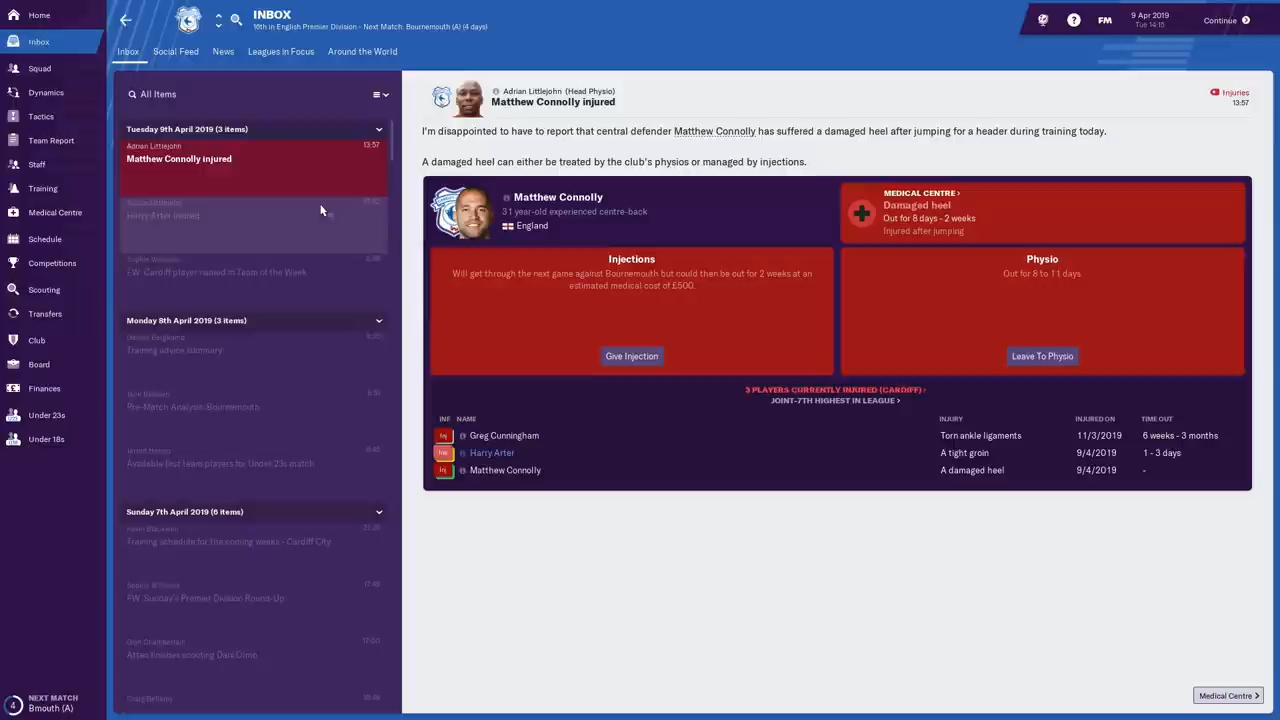 Home
Inbox
Squad
Dynamics
Tactics
Team Report
Staff
Training
Medical Centre
Schedule
Competitions
Scouting
Transfers
Club
Board
Finances
Under 23s
Under 18s
4
NEXT MATCH
B'mouth (A)
INBOX
16th in English Premier Division - Next Match: Bournemouth (A) (4 days)
FM
9 Apr 2019
Tue 14:15
Continue
Inbox
Social Feed
News
Leagues in Focus
Around the World
All Items
Tuesday 9th April 2019 (3 items)
Adrian Littlejohn
13:57
Matthew Connolly injured
Harry Arter injured
FW: Cardiff player named in Team of the Week
Monday 8th April 2019 (3 items)
Training advice summary
Pre-Match Analysis: Bournemouth
Available first team players for Under 23s match
Sunday 7th April 2019 (6 items)
Training schedule for the coming weeks - Cardiff City
17:49
FW: Sunday's Premier Division Round-Up
Glyn Chamberlain
17:00
Craig Bellamy
Adrian Littlejohn (Head Physio)
Matthew Connolly injured
Injuries
13:57
I'm disappointed to have to report that central defender Matthew Connolly has suffered a damaged heel after jumping for a header during training today.
A damaged heel can either be treated by the club's physios or managed by injections.
Matthew Connolly
31 year-old experienced centre-back
England
MEDICAL CENTRE ›
Damaged heel
Out for 8 days - 2 weeks
Injured after jumping
Injections
Will get through the next game against Bournemouth but could then be out for 2 weeks at an
estimated medical cost of £500.
Give Injection
Physio
Out for 8 to 11 days
Leave To Physio
3 PLAYERS CURRENTLY INJURED (CARDIFF) ›
JOINT-7TH HIGHEST IN LEAGUE ›
INF NAME INJURY INJURED ON TIME OUT
Inj Greg Cunningham Torn ankle ligaments 11/3/2019 6 weeks - 3 months
Harry Arter A tight groin 9/4/2019 1 - 3 days
Inj Matthew Connolly A damaged heel 9/4/2019 -
Medical Centre